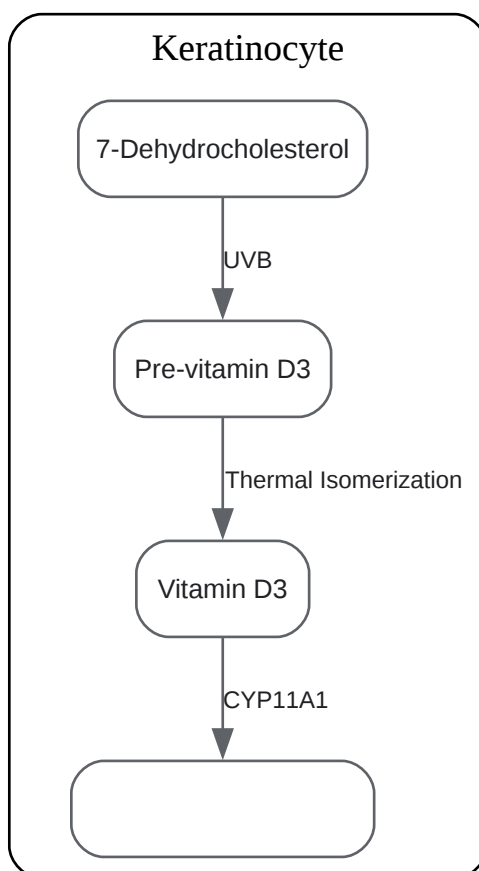 Keratinocyte
7-Dehydrocholesterol
UVB
Pre-vitamin D3
Thermal Isomerization
Vitamin D3
CYP11A1